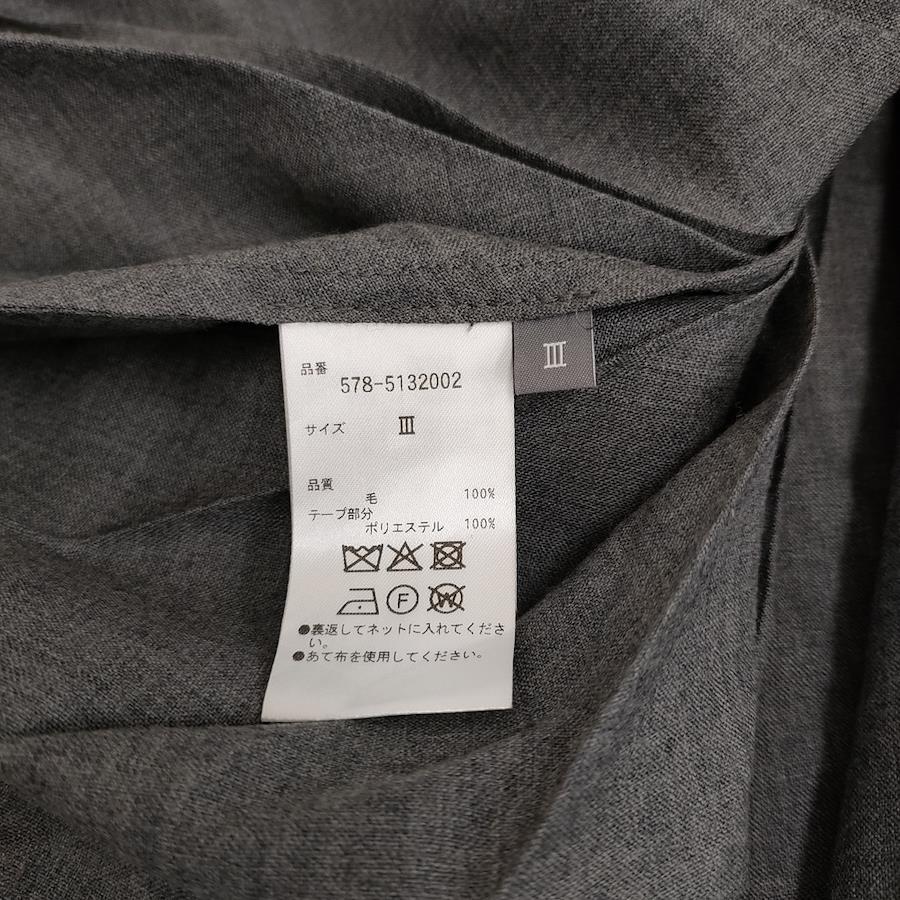 品番
578-5132002
Ⅲ
サイズ Ⅲ
品質
毛 100%
テープ部分
ポリエステル 100%
F W
●裏返してネットに入れてくださ
い。
●あて布を使用してください。